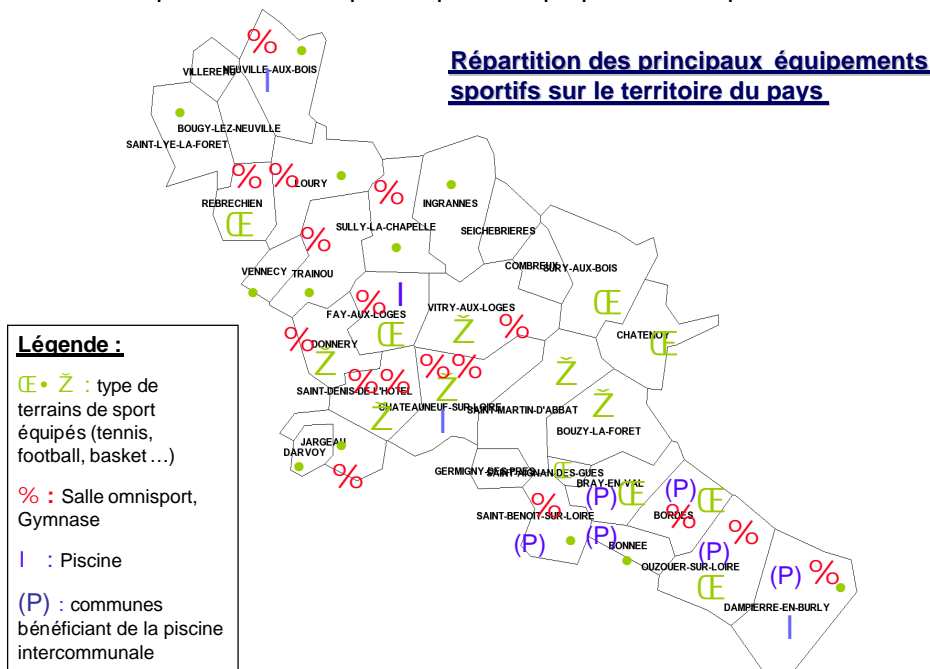 Répartition des principaux équipements
sportifs sur le territoire du pays
%
VILLEREAU
NEUVILLE-AUX-BOIS
I
BOUGY-LEZ-NEUVILLE
SAINT-LYE-LA-FORET
% %
LOURY
%
REBRECHIEN
Œ
INGRANNES
SULLY-LA-CHAPELLE
SEICHEBRIERES
%
VENNECY
TRAINOU
COMBREUX
SURY-AUX-BOIS
I
%
FAY-AUX-LOGES
VITRY-AUX-LOGES
Œ
Œ
Ž
%
CHATENOY
Œ
%
DONNERY
Ž
% %
SAINT-DENIS-DE-L'HOTEL
% %
Ž
CHATEAUNEUF-SUR-LOIRE
I
Ž
SAINT-MARTIN-D'ABBAT
Ž
Ž
BOUZY-LA-FORET
JARGEAU
DARVOY
%
GERMIGNY-DES-PRES
SAINT-AIGNAN-DES-GUES
Œ
BRAY-EN-VAL
(P)
Œ
(P)
Œ
%
SAINT-BENOIT-SUR-LOIRE
(P)
(P)
BONNEE
BORDES
%
%
(P)
OUZOUER-SUR-LOIRE
Œ
(P)
%
DAMPIERRE-EN-BURLY
I
Légende :
Œ • Ž : type de
terrains de sport
équipés (tennis,
football, basket …)
% : Salle omnisport,
Gymnase
I : Piscine
(P) : communes
bénéficiant de la piscine
intercommunale